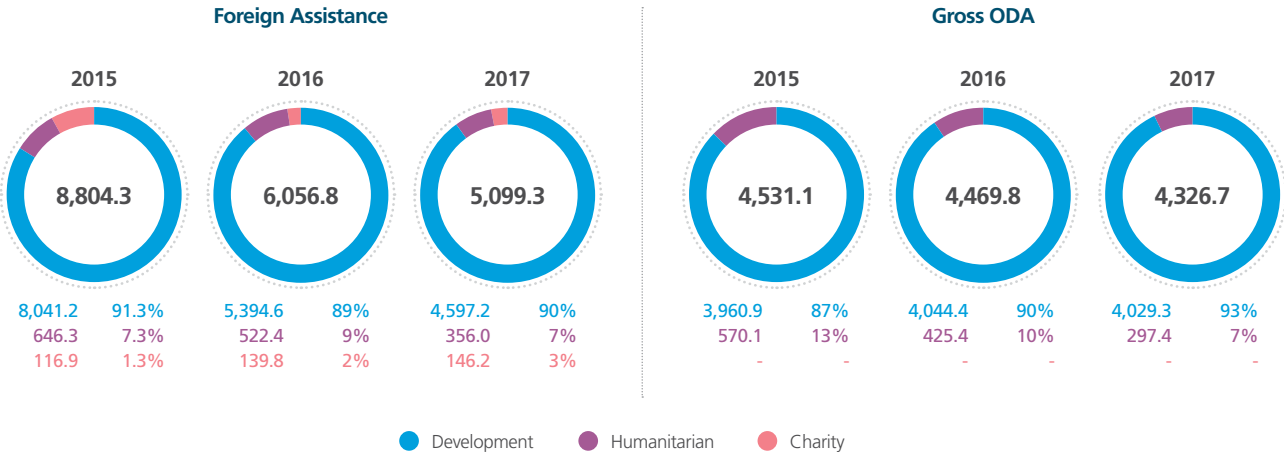 Foreign Assistance
2015 2016 2017
8,804.3 6,056.8 5,099.3
8,041.2 91.3% 5,394.6 89% 4,597.2 90%
646.3 7.3% 522.4 9% 356.0 7%
116.9 1.3% 139.8 2% 146.2 3%
Gross ODA
2015 2016 2017
4,531.1 4,469.8 4,326.7
3,960.9 87% 4,044.4 90% 4,029.3 93%
570.1 13% 425.4 10% 297.4 7%
- - - - - -
Development Humanitarian Charity